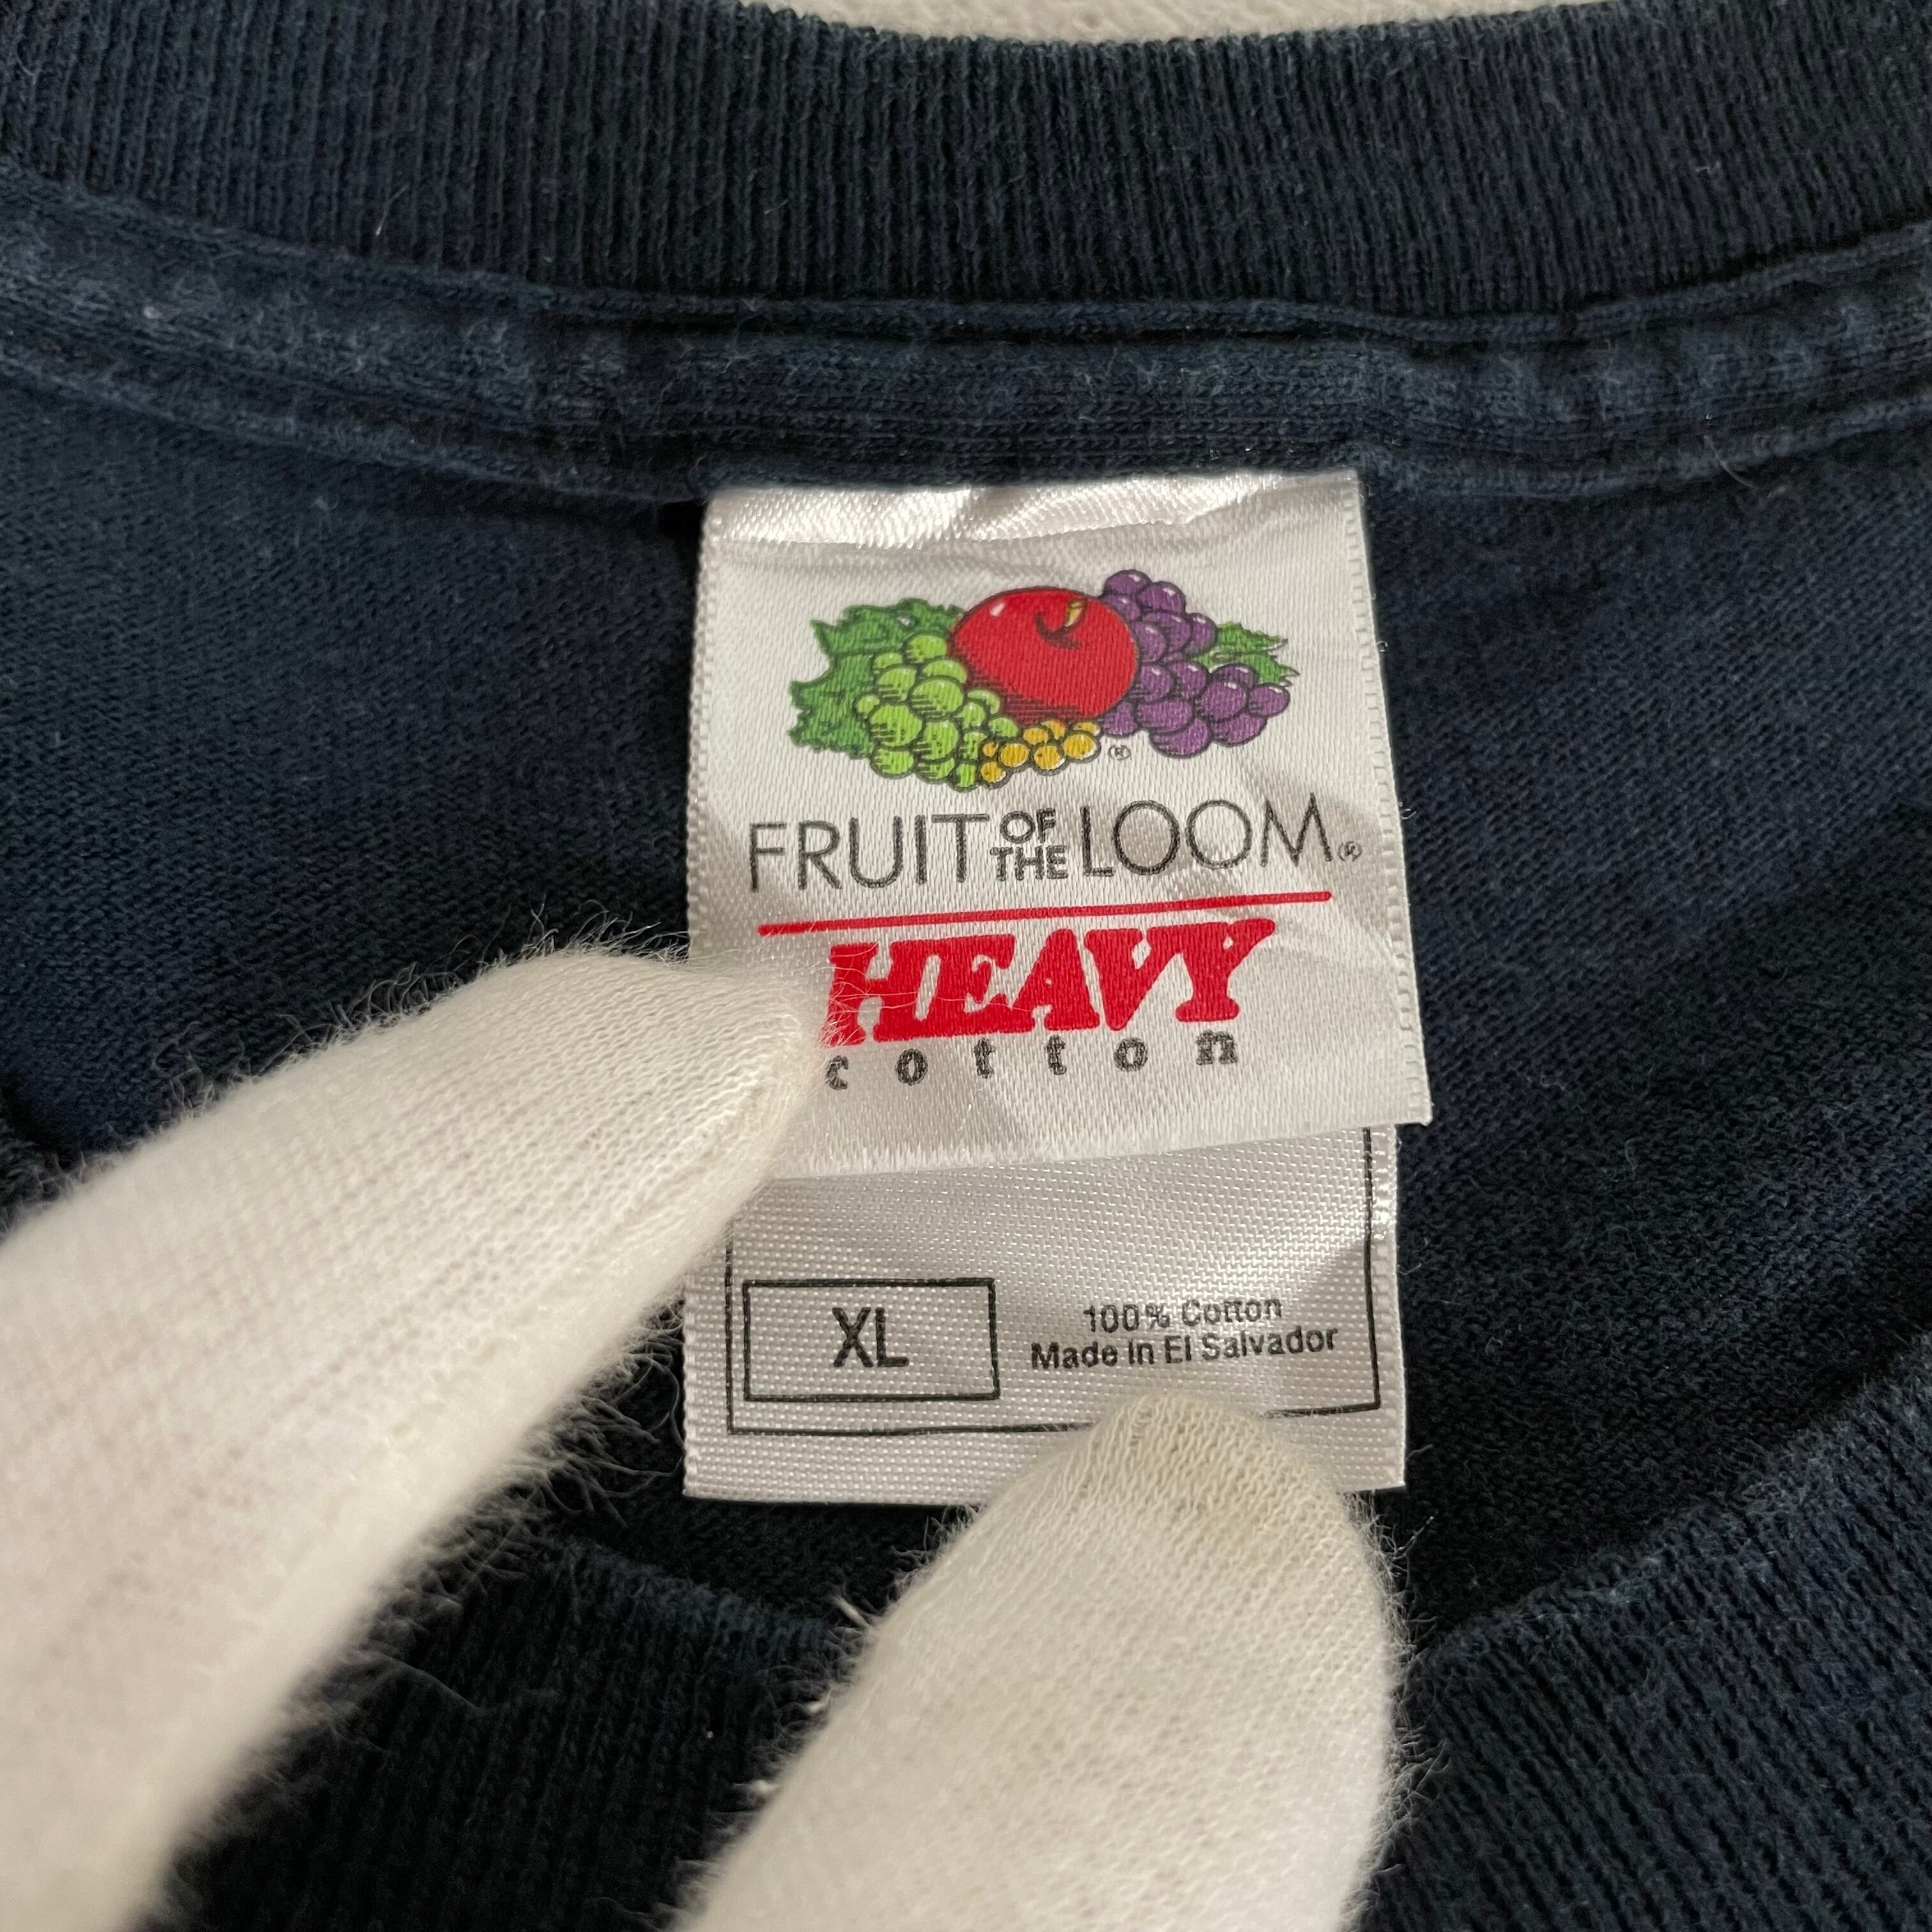 FRUIT OF THE LOOM®
HEAVY
cotton
XL
100% Cotton
Made in El Salvador